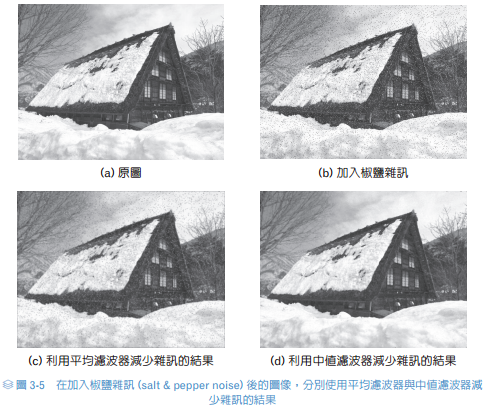 (a) 原圖
(b) 加入椒鹽雜訊
(c) 利用平均濾波器減少雜訊的結果
(d) 利用中值濾波器減少雜訊的結果
圖 3-5 在加入椒鹽雜訊 (salt & pepper noise) 後的圖像，分別使用平均濾波器與中值濾波器減
少雜訊的結果